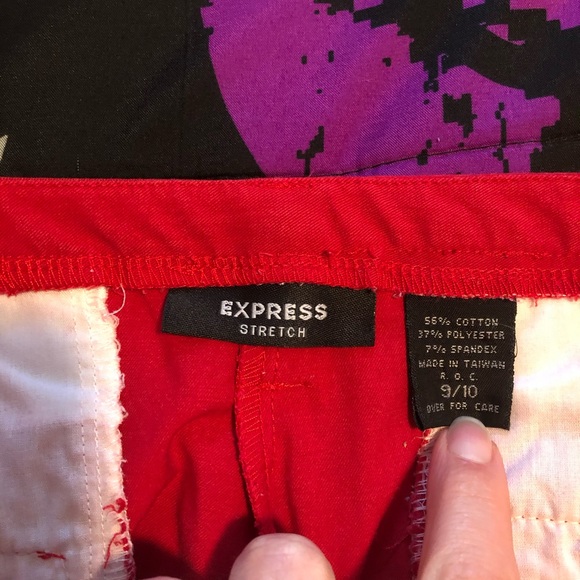 EXPRESS
STRETCH
56% COTTON
37% POLYESTER
7% SPANDEX
MADE IN TAIWAN
R.O.C.
9/10
OVER FOR CARE